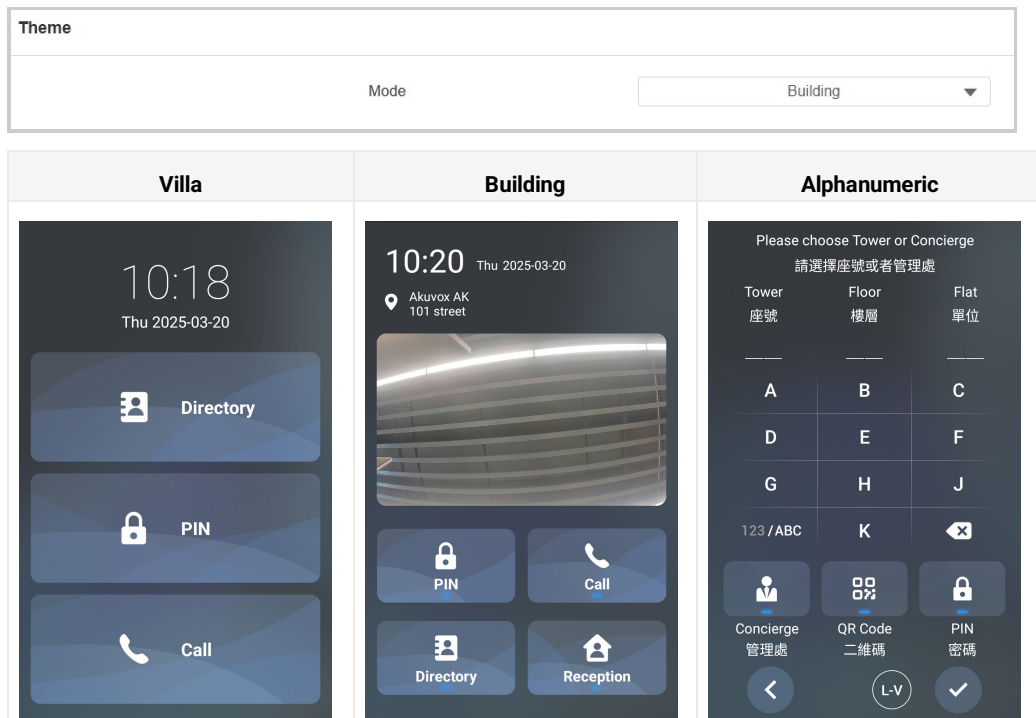 Theme
Mode
Building
Villa
Building
Alphanumeric
10:18
Thu 2025-03-20
Directory
PIN
Call
10:20 Thu 2025-03-20
Akuvox AK
101 street
PIN
Call
Directory
Reception
Please choose Tower or Concierge
請選擇座號或者管理處
Tower Floor Flat
座號 樓層 單位
A B C
D E F
G H J
123/ABC K
Concierge QR Code PIN
管理處 二維碼 密碼
L-V